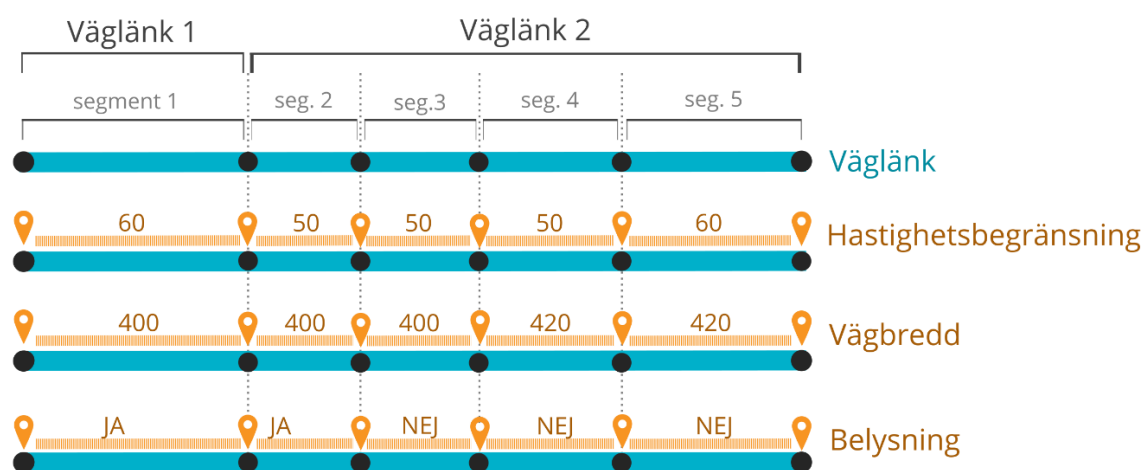 Väglänk 1 Väglänk 2
segment 1 seg. 2 seg.3 seg. 4 seg. 5
Väglänk
60 50 50 50 60 Hastighetsbegränsning
400 400 400 420 420 Vägbredd
JA JA NEJ NEJ NEJ Belysning